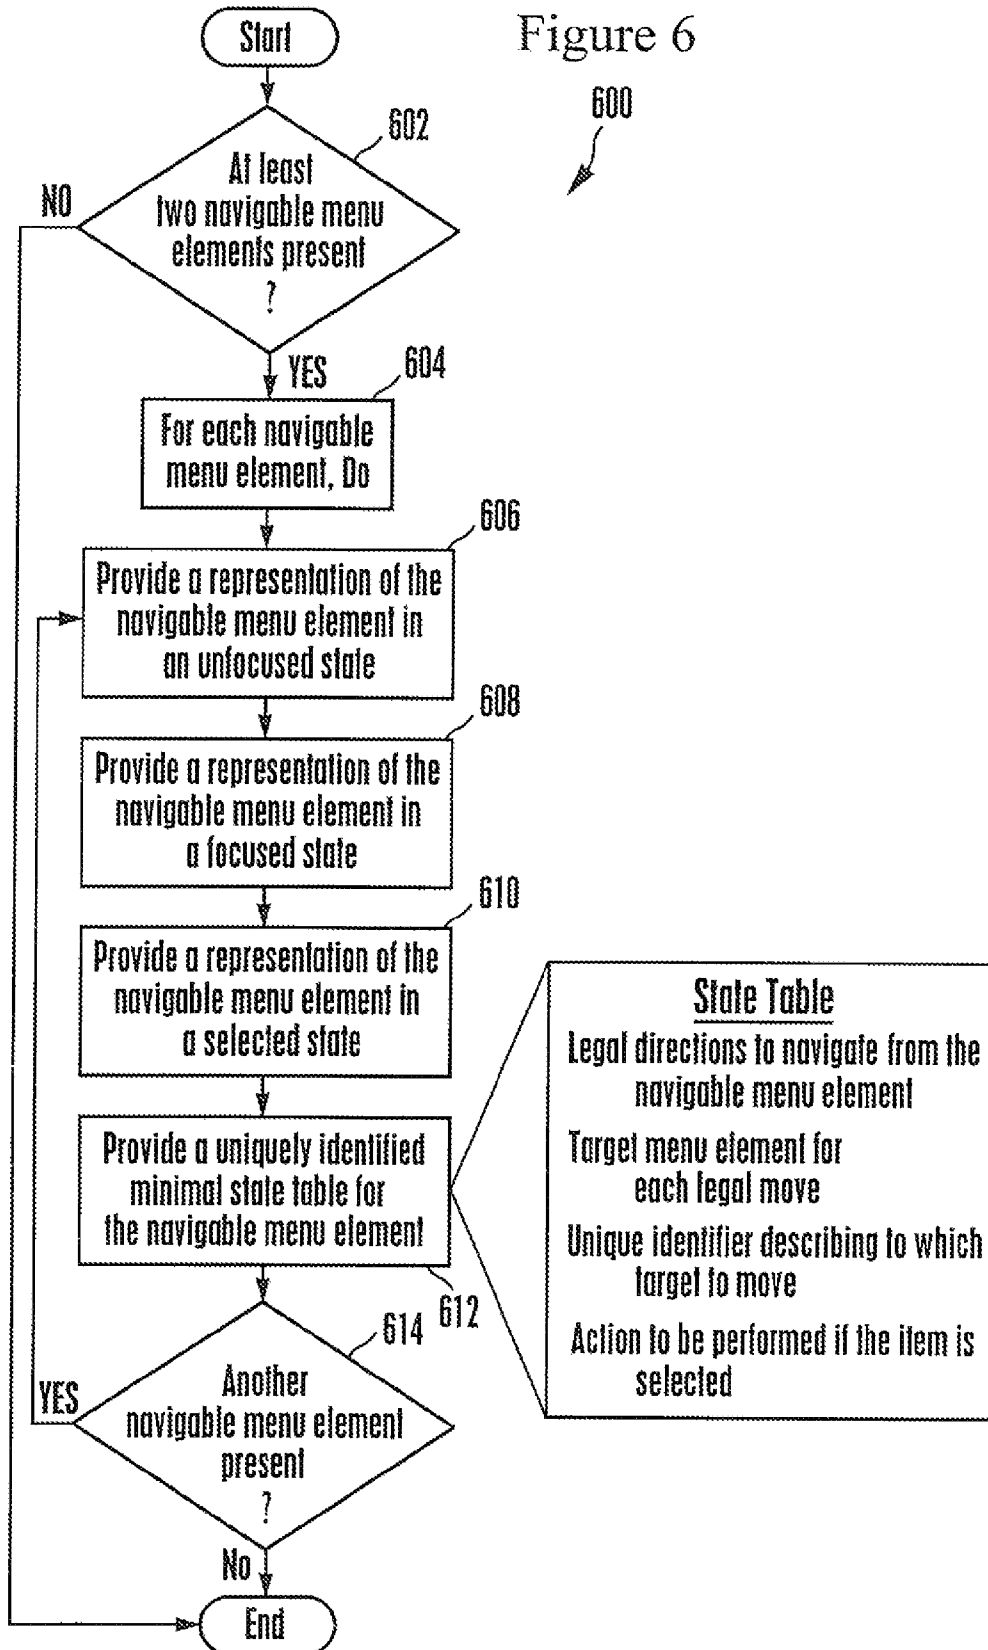 Start
Figure 6
600
602
At least
two navigable menu
elements present
?
NO
YES
604
For each navigable
menu element, Do
606
Provide a representation of the
navigable menu element in
an unfocused state
608
Provide a representation of the
navigable menu element in
a focused state
610
Provide a representation of the
navigable menu element in
a selected state
State Table
Legal directions to navigate from the
navigable menu element
Target menu element for
each legal move
Unique identifier describing to which
target to move
Action to be performed if the item is
selected
Provide a uniquely identified
minimal state table for
the navigable menu element
612
614
YES
Another
navigable menu element
present
?
No
End